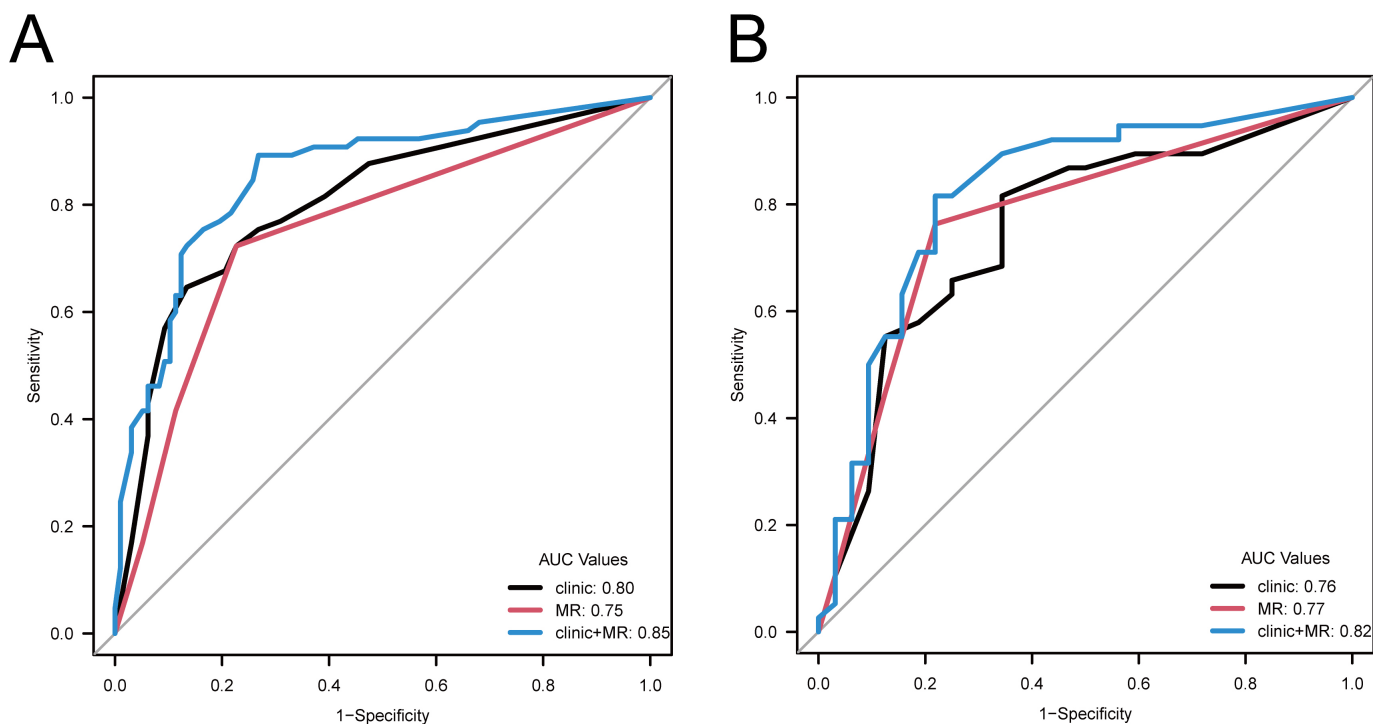 A
B
1.0
0.8
0.6
0.4
0.2
0.0
Sensitivity
AUC Values
clinic: 0.80
MR: 0.75
clinic+MR: 0.85
0.0 0.2 0.4 0.6 0.8 1.0
1−Specificity
1.0
0.8
0.6
0.4
0.2
0.0
Sensitivity
AUC Values
clinic: 0.76
MR: 0.77
clinic+MR: 0.82
0.0 0.2 0.4 0.6 0.8 1.0
1−Specificity